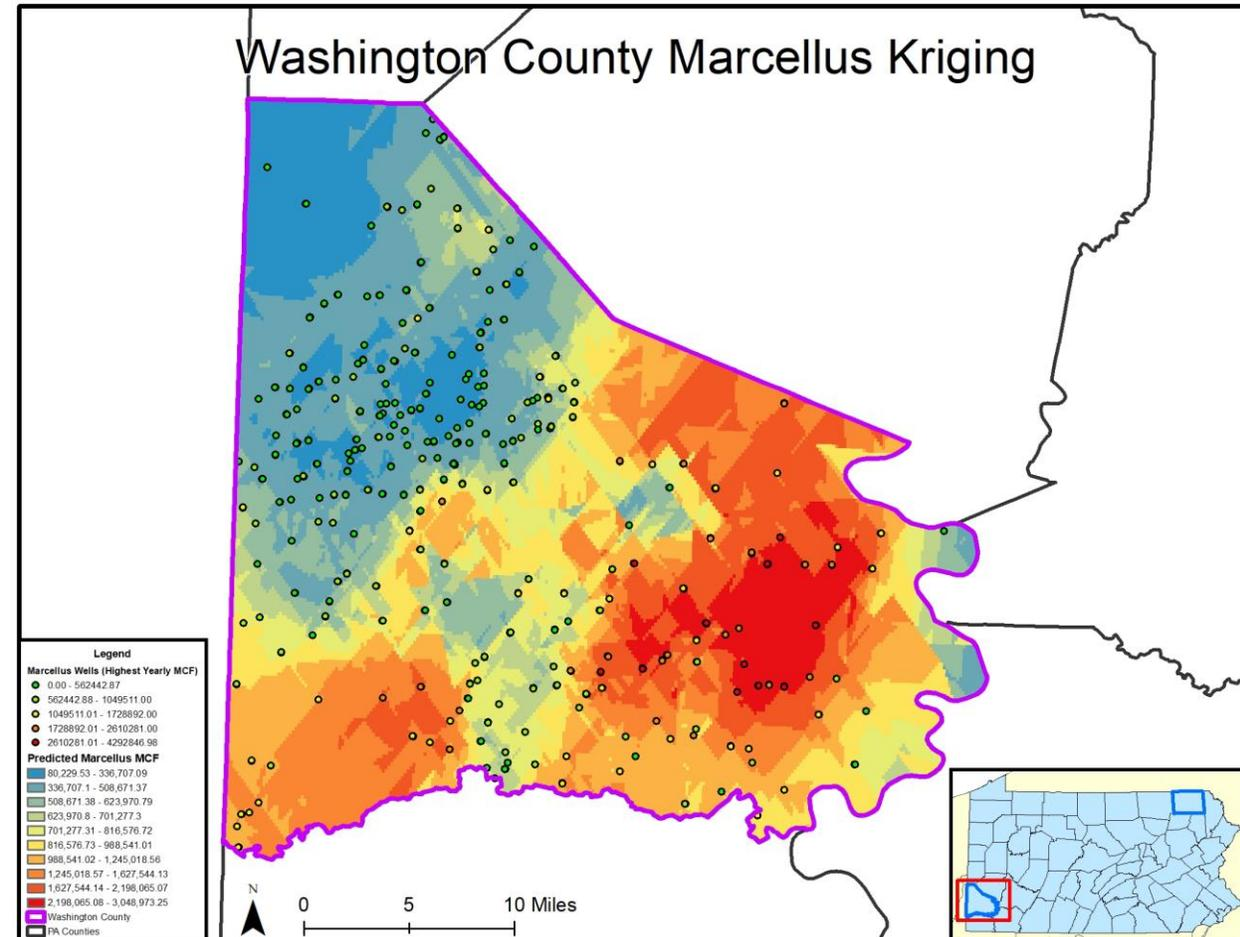 Washington County Marcellus Kriging
Legend
Marcellus Wells (Highest Yearly MCF)
0.00 - 562442.87
562442.88 - 1049511.00
1049511.01 - 1728892.00
1728892.01 - 2610281.00
2610281.01 - 4292846.98
Predicted Marcellus MCF
80,229.53 - 336,707.09
336,707.1 - 508,671.37
508,671.38 - 623,970.79
623,970.8 - 701,277.3
701,277.31 - 816,576.72
816,576.73 - 988,541.01
988,541.02 - 1,245,018.56
1,245,018.57 - 1,627,544.13
1,627,544.14 - 2,198,065.07
2,198,065.08 - 3,048,973.25
Washington County
PA Counties
N
0 5 10 Miles